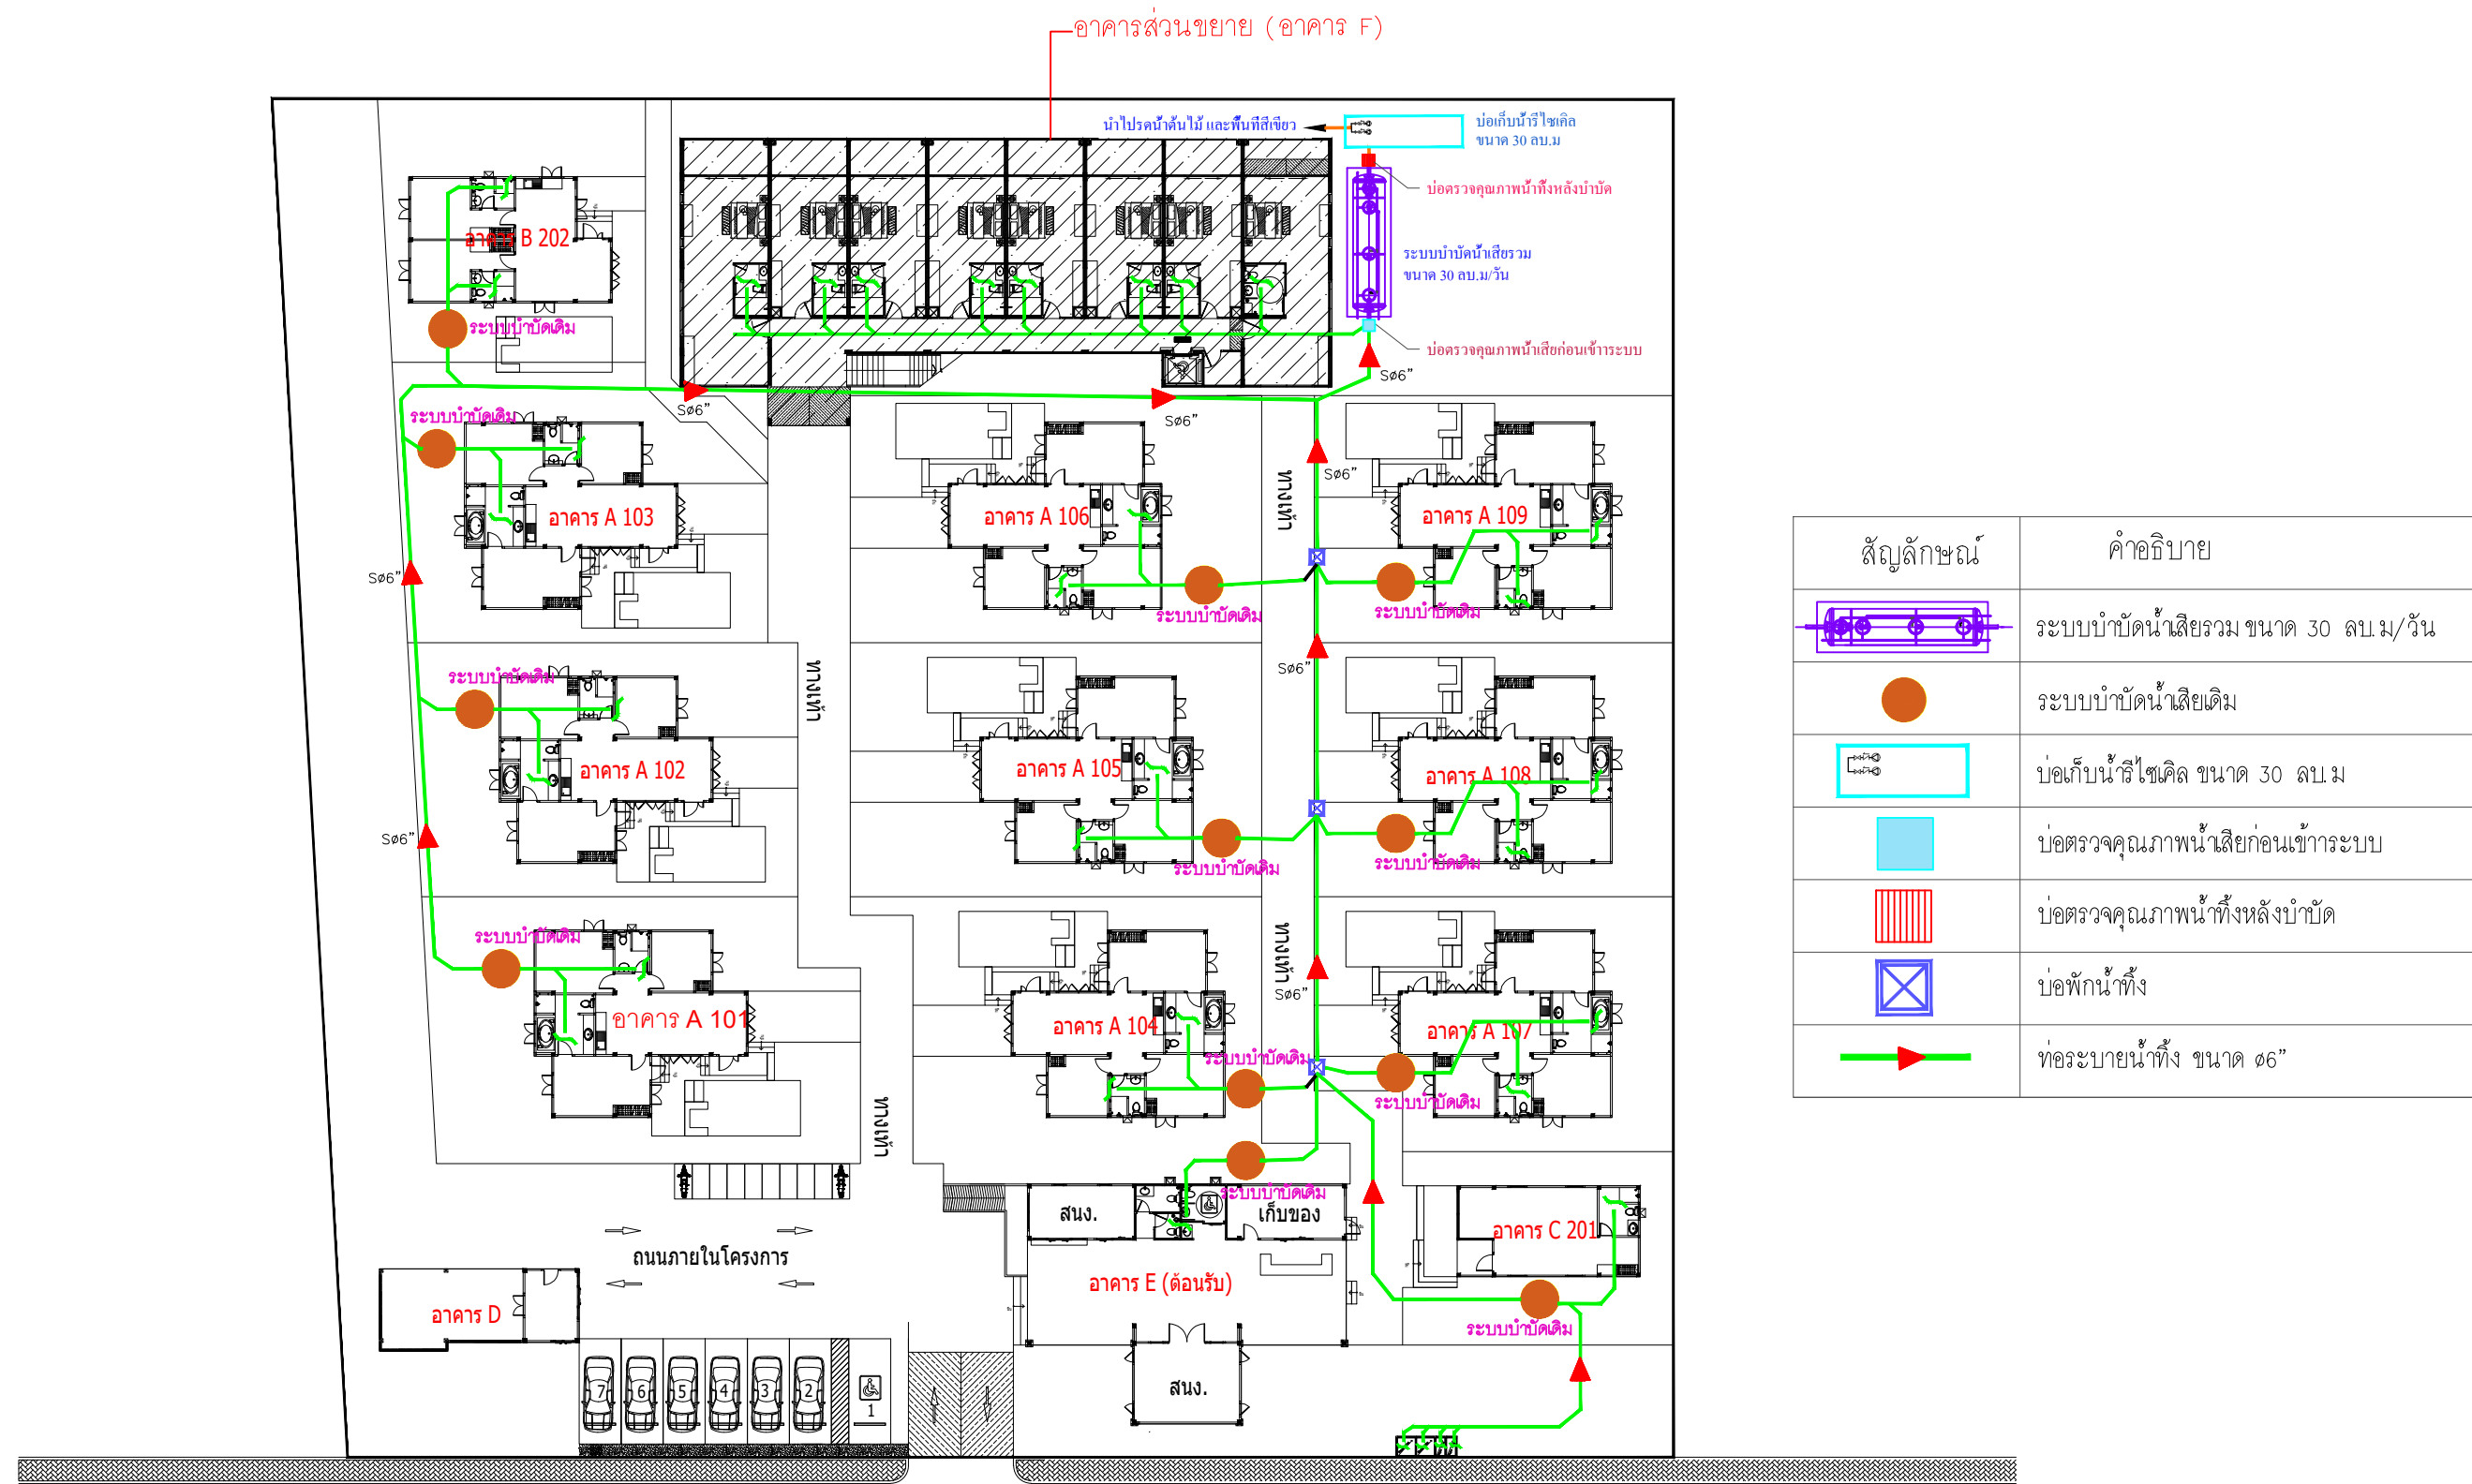 อาคารส่วนขยาย (อาคาร F)
นำไปรดน้ำต้นไม้ และพื้นที่สีเขียว
บ่อเก็บน้ำรีไซเคิล
ขนาด 30 ลบ.ม
บ่อตรวจคุณภาพน้ำทิ้งหลังบำบัด
ระบบบำบัดน้ำเสียรวม
ขนาด 30 ลบ.ม/วัน
บ่อตรวจคุณภาพน้ำเสียก่อนเข้าาระบบ
อาคาร B 202
ระบบบำบัดเดิม
Sø6"
Sø6"
Sø6"
ระบบบำบัดเดิม
อาคาร A 103
อาคาร A 106
ทางเท้า
Sø6"
อาคาร A 109
Sø6"
ระบบบำบัดเดิม
ระบบบำบัดเดิม
ระบบบำบัดเดิม
ทางเท้า
Sø6"
อาคาร A 102
อาคาร A 105
อาคาร A 108
Sø6"
ระบบบำบัดเดิม
ระบบบำบัดเดิม
ระบบบำบัดเดิม
ทางเท้า
Sø6"
อาคาร A 101
อาคาร A 104
อาคาร A 107
ระบบบำบัดเดิม
ระบบบำบัดเดิม
ทางเท้า
ระบบบำบัดเดิม
สนง.
เก็บของ
อาคาร C 201
ถนนภายในโครงการ
อาคาร E (ต้อนรับ)
อาคาร D
ระบบบำบัดเดิม
สนง.
7 6 5 4 3 2 1
สัญลักษณ์ คำอธิบาย
ระบบบำบัดน้ำเสียรวม ขนาด 30 ลบ.ม/วัน
ระบบบำบัดน้ำเสียเดิม
บ่อเก็บน้ำรีไซเคิล ขนาด 30 ลบ.ม
บ่อตรวจคุณภาพน้ำเสียก่อนเข้าาระบบ
บ่อตรวจคุณภาพน้ำทิ้งหลังบำบัด
บ่อพักน้ำทิ้ง
ท่อระบายน้ำทิ้ง ขนาด ø6"